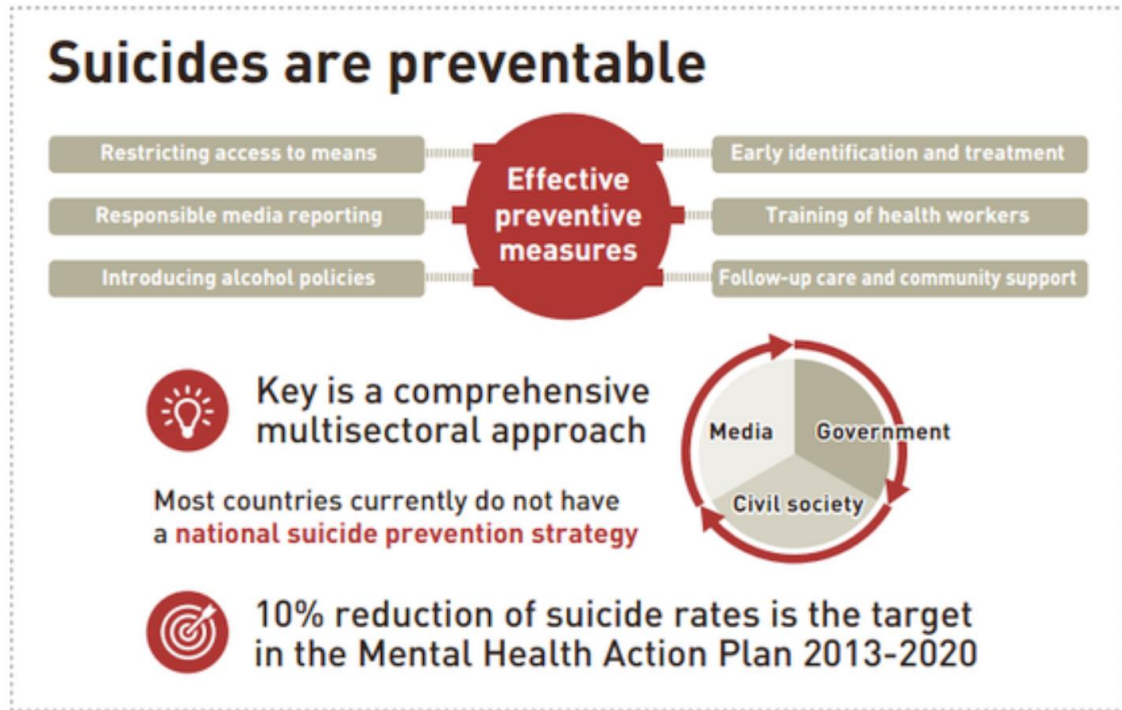 Suicides are preventable
Restricting access to means
Responsible media reporting
Introducing alcohol policies
Effective
preventive
measures
Early identification and treatment
Training of health workers
Follow-up care and community support
Key is a comprehensive
multisectoral approach
Most countries currently do not have
a national suicide prevention strategy
Media
Government
Civil society
10% reduction of suicide rates is the target
in the Mental Health Action Plan 2013-2020